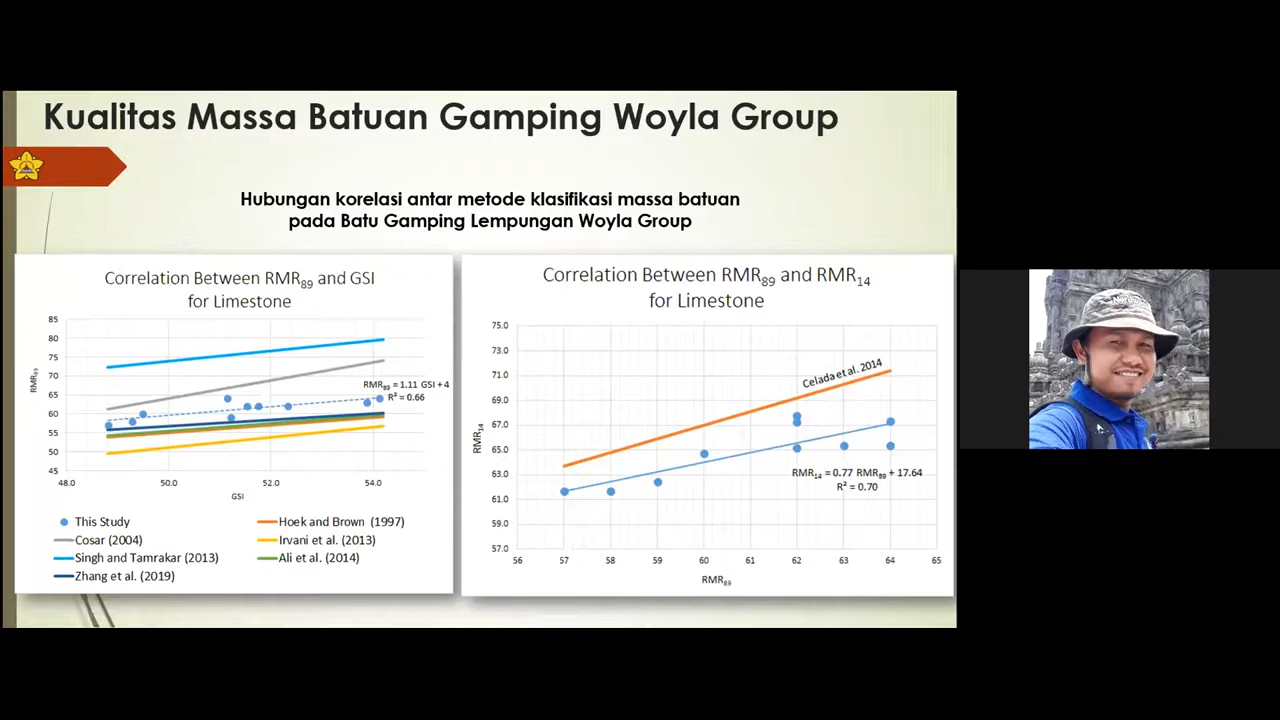 Kualitas Massa Batuan Gamping Woyla Group
Hubungan korelasi antar metode klasifikasi massa batuan
pada Batu Gamping Lempungan Woyla Group
Correlation Between RMR89 and GSI
for Limestone
85
80
75
70
65
60
55
50
45
RMR89
RMR89 = 1.11 GSI + 4
R² = 0.66
48.0 50.0 52.0 54.0
GSI
This Study
Hoek and Brown (1997)
Cosar (2004)
Irvani et al. (2013)
Singh and Tamrakar (2013)
Ali et al. (2014)
Zhang et al. (2019)
Correlation Between RMR89 and RMR14
for Limestone
75.0
73.0
71.0
69.0
67.0
65.0
63.0
61.0
59.0
57.0
RMR14
Celada et al. 2014
RMR14 = 0.77 RMR89 + 17.64
R² = 0.70
56 57 58 59 60 61 62 63 64 65
RMR89